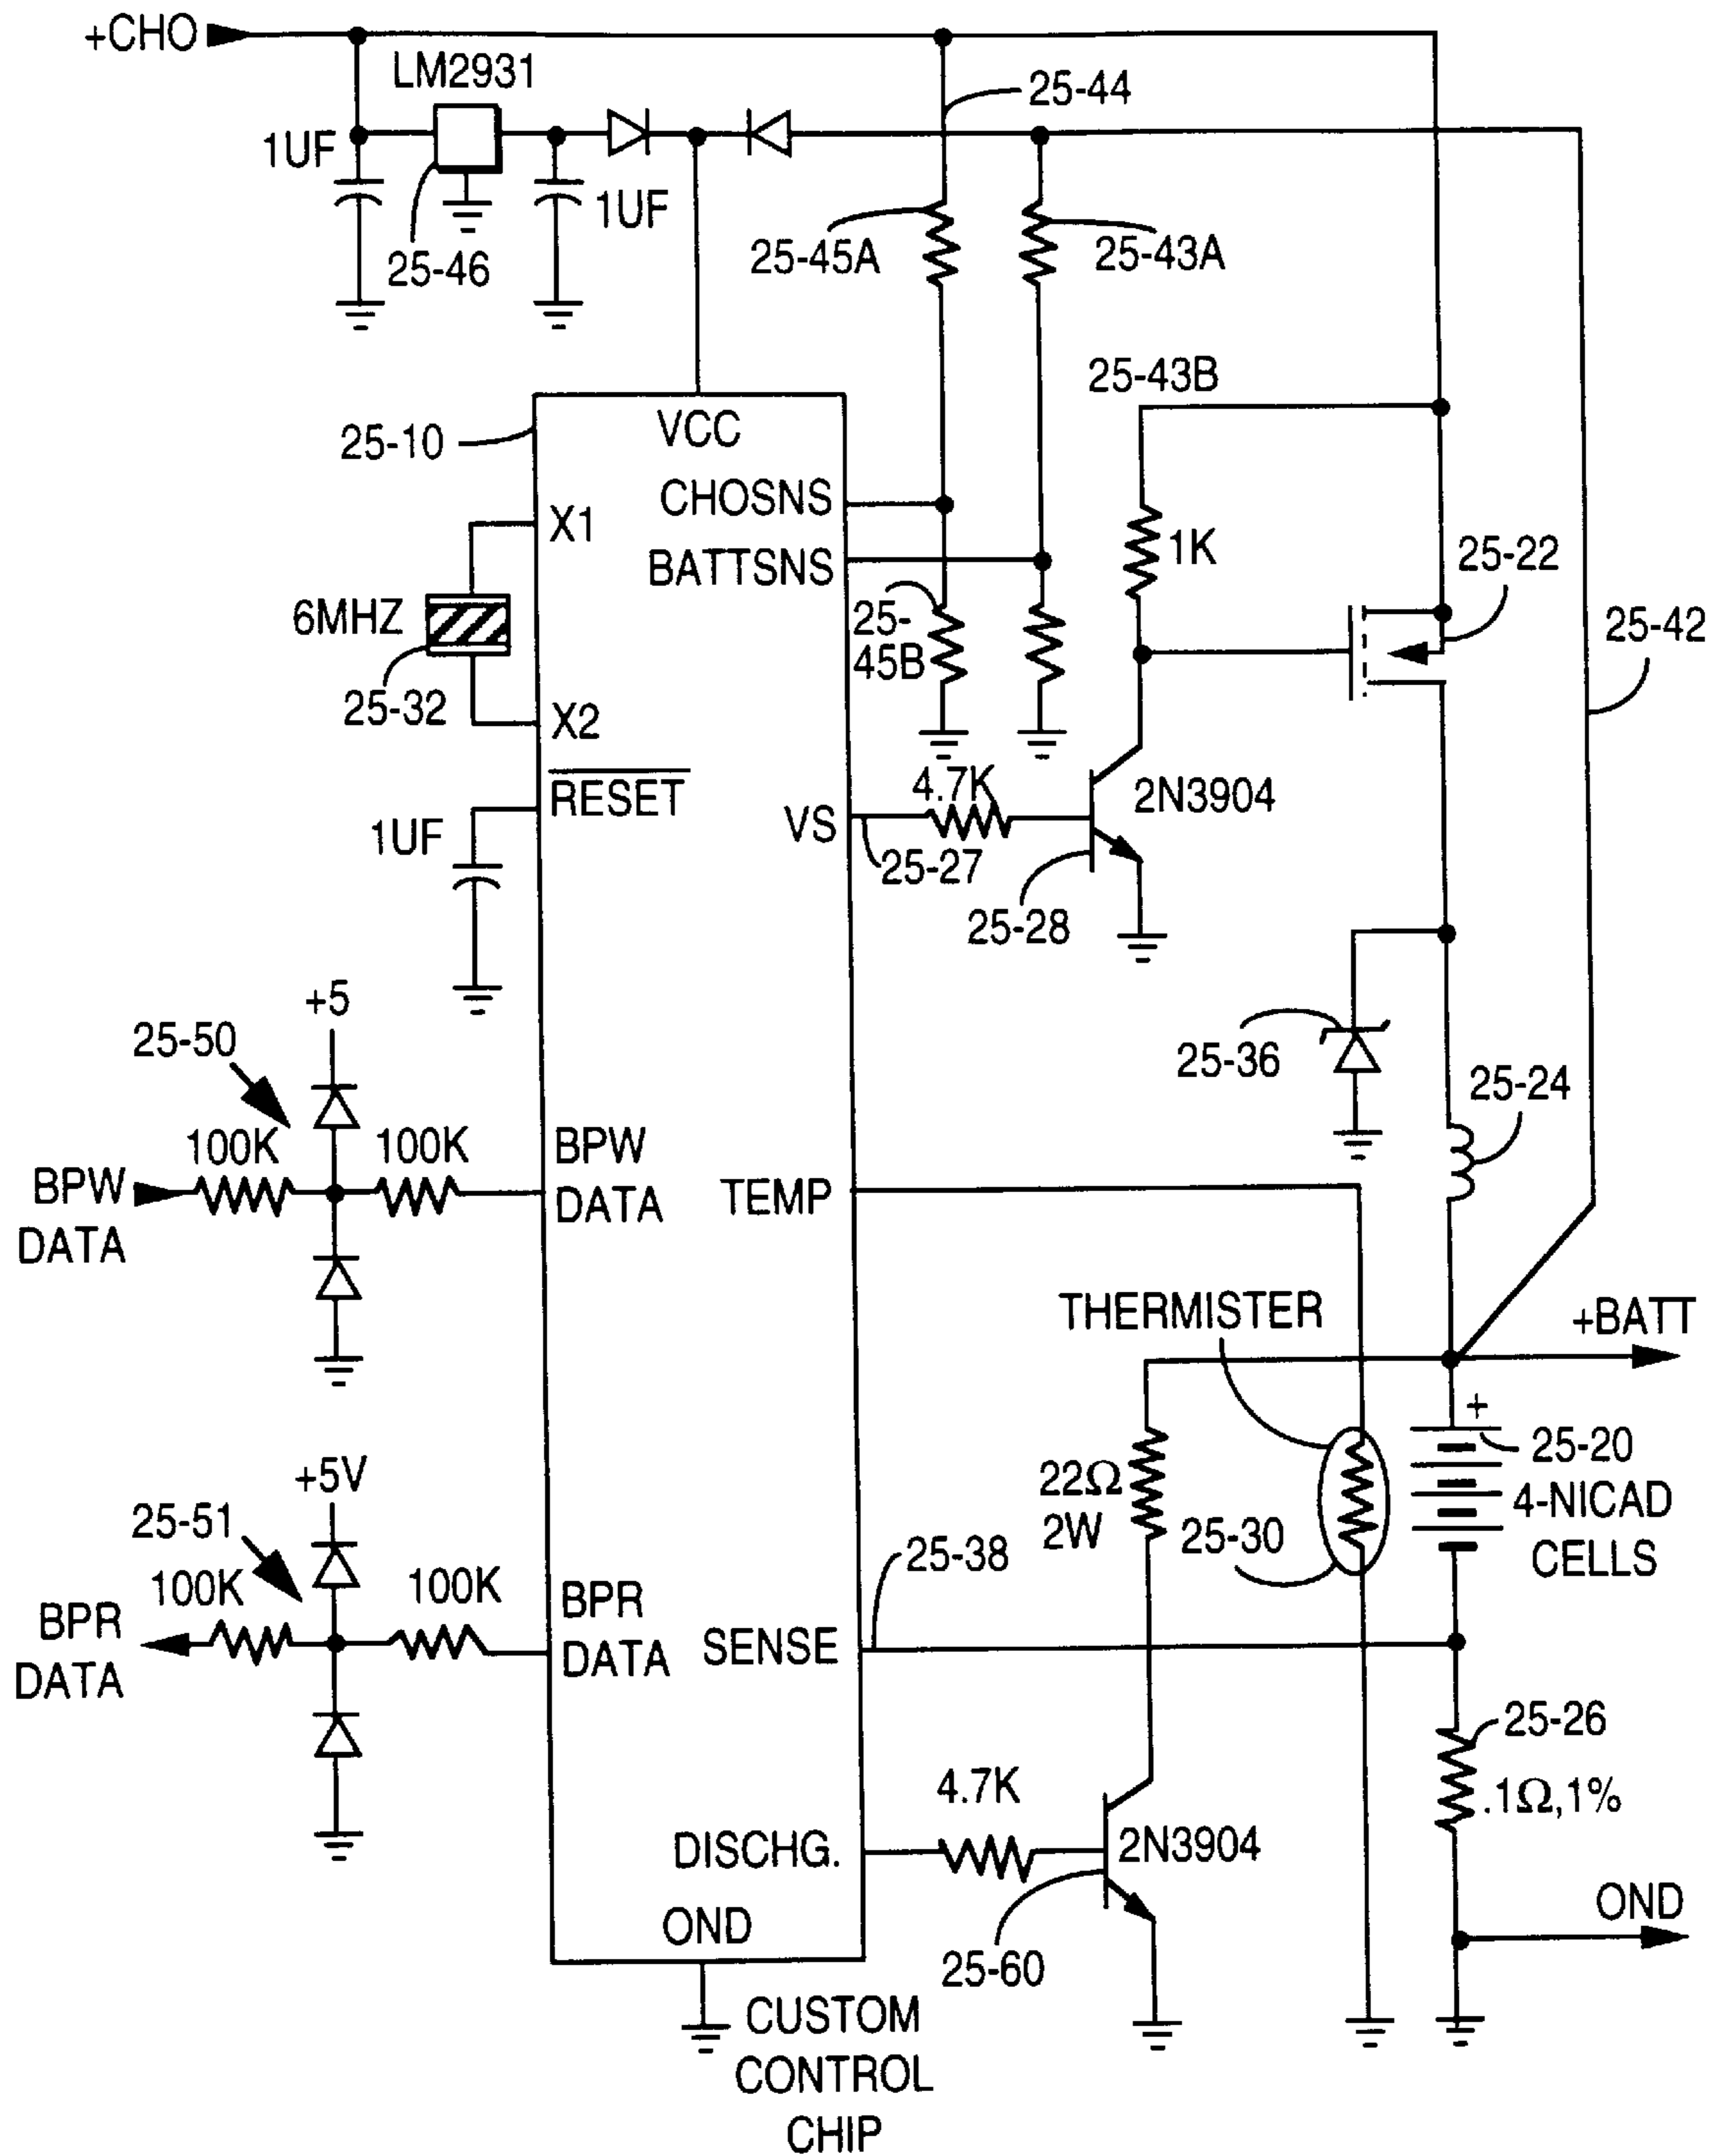 +CHO
LM2931
1UF
25-46
1UF
25-44
25-45A
25-43A
25-43B
25-10
VCC
CHOSNS
BATTSNS
X1
6MHZ
25-32
X2
RESET
1UF
25-
45B
1K
25-22
25-42
VS
4.7K
25-27
2N3904
25-28
25-36
25-24
+5
25-50
100K
100K
BPW
DATA
BPW
DATA
TEMP
THERMISTER
+BATT
+
25-20
4-NICAD
CELLS
22Ω
2W
25-30
25-38
+5V
25-51
100K
100K
BPR
DATA
BPR
DATA
SENSE
25-26
.1Ω,1%
4.7K
DISCHG.
2N3904
25-60
OND
OND
CUSTOM
CONTROL
CHIP